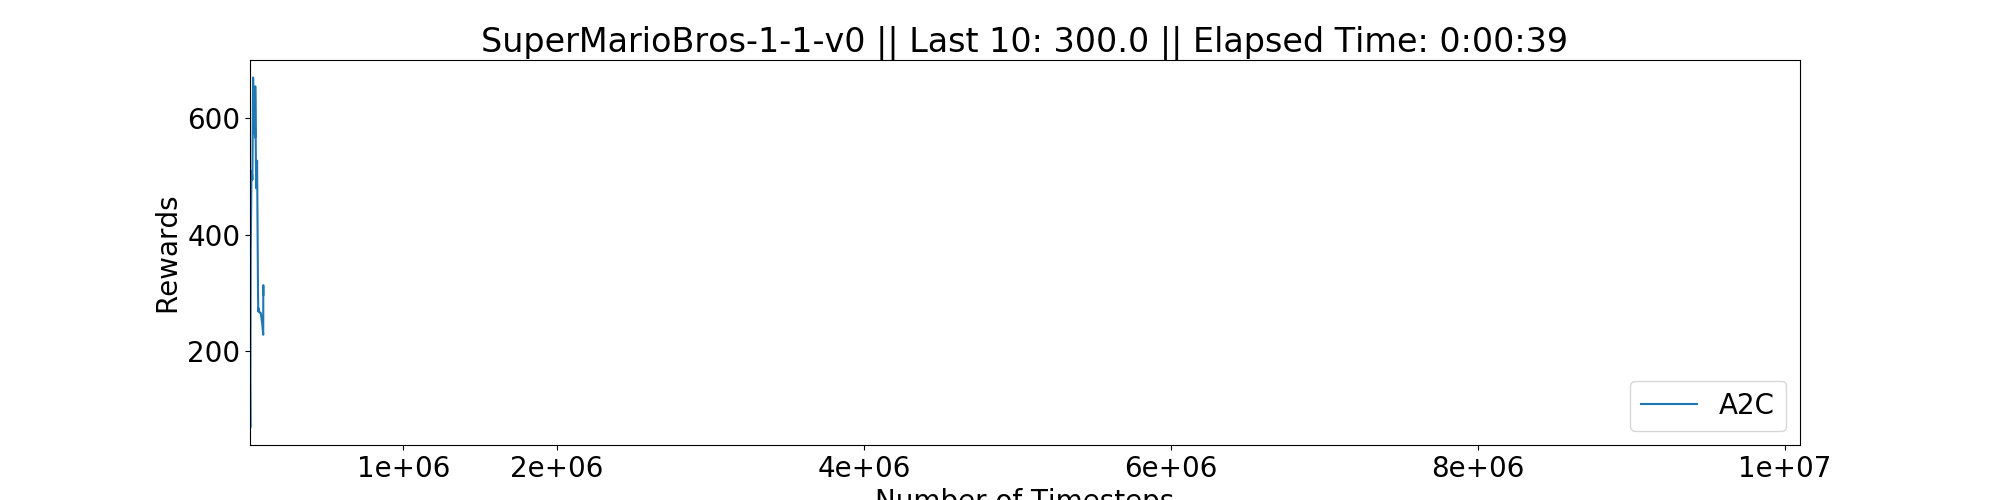 SuperMarioBros-1-1-v0 || Last 10: 300.0 || Elapsed Time: 0:00:39
600
400
200
Rewards
A2C
1e+06 2e+06 4e+06 6e+06 8e+06 1e+07
Number of Timesteps